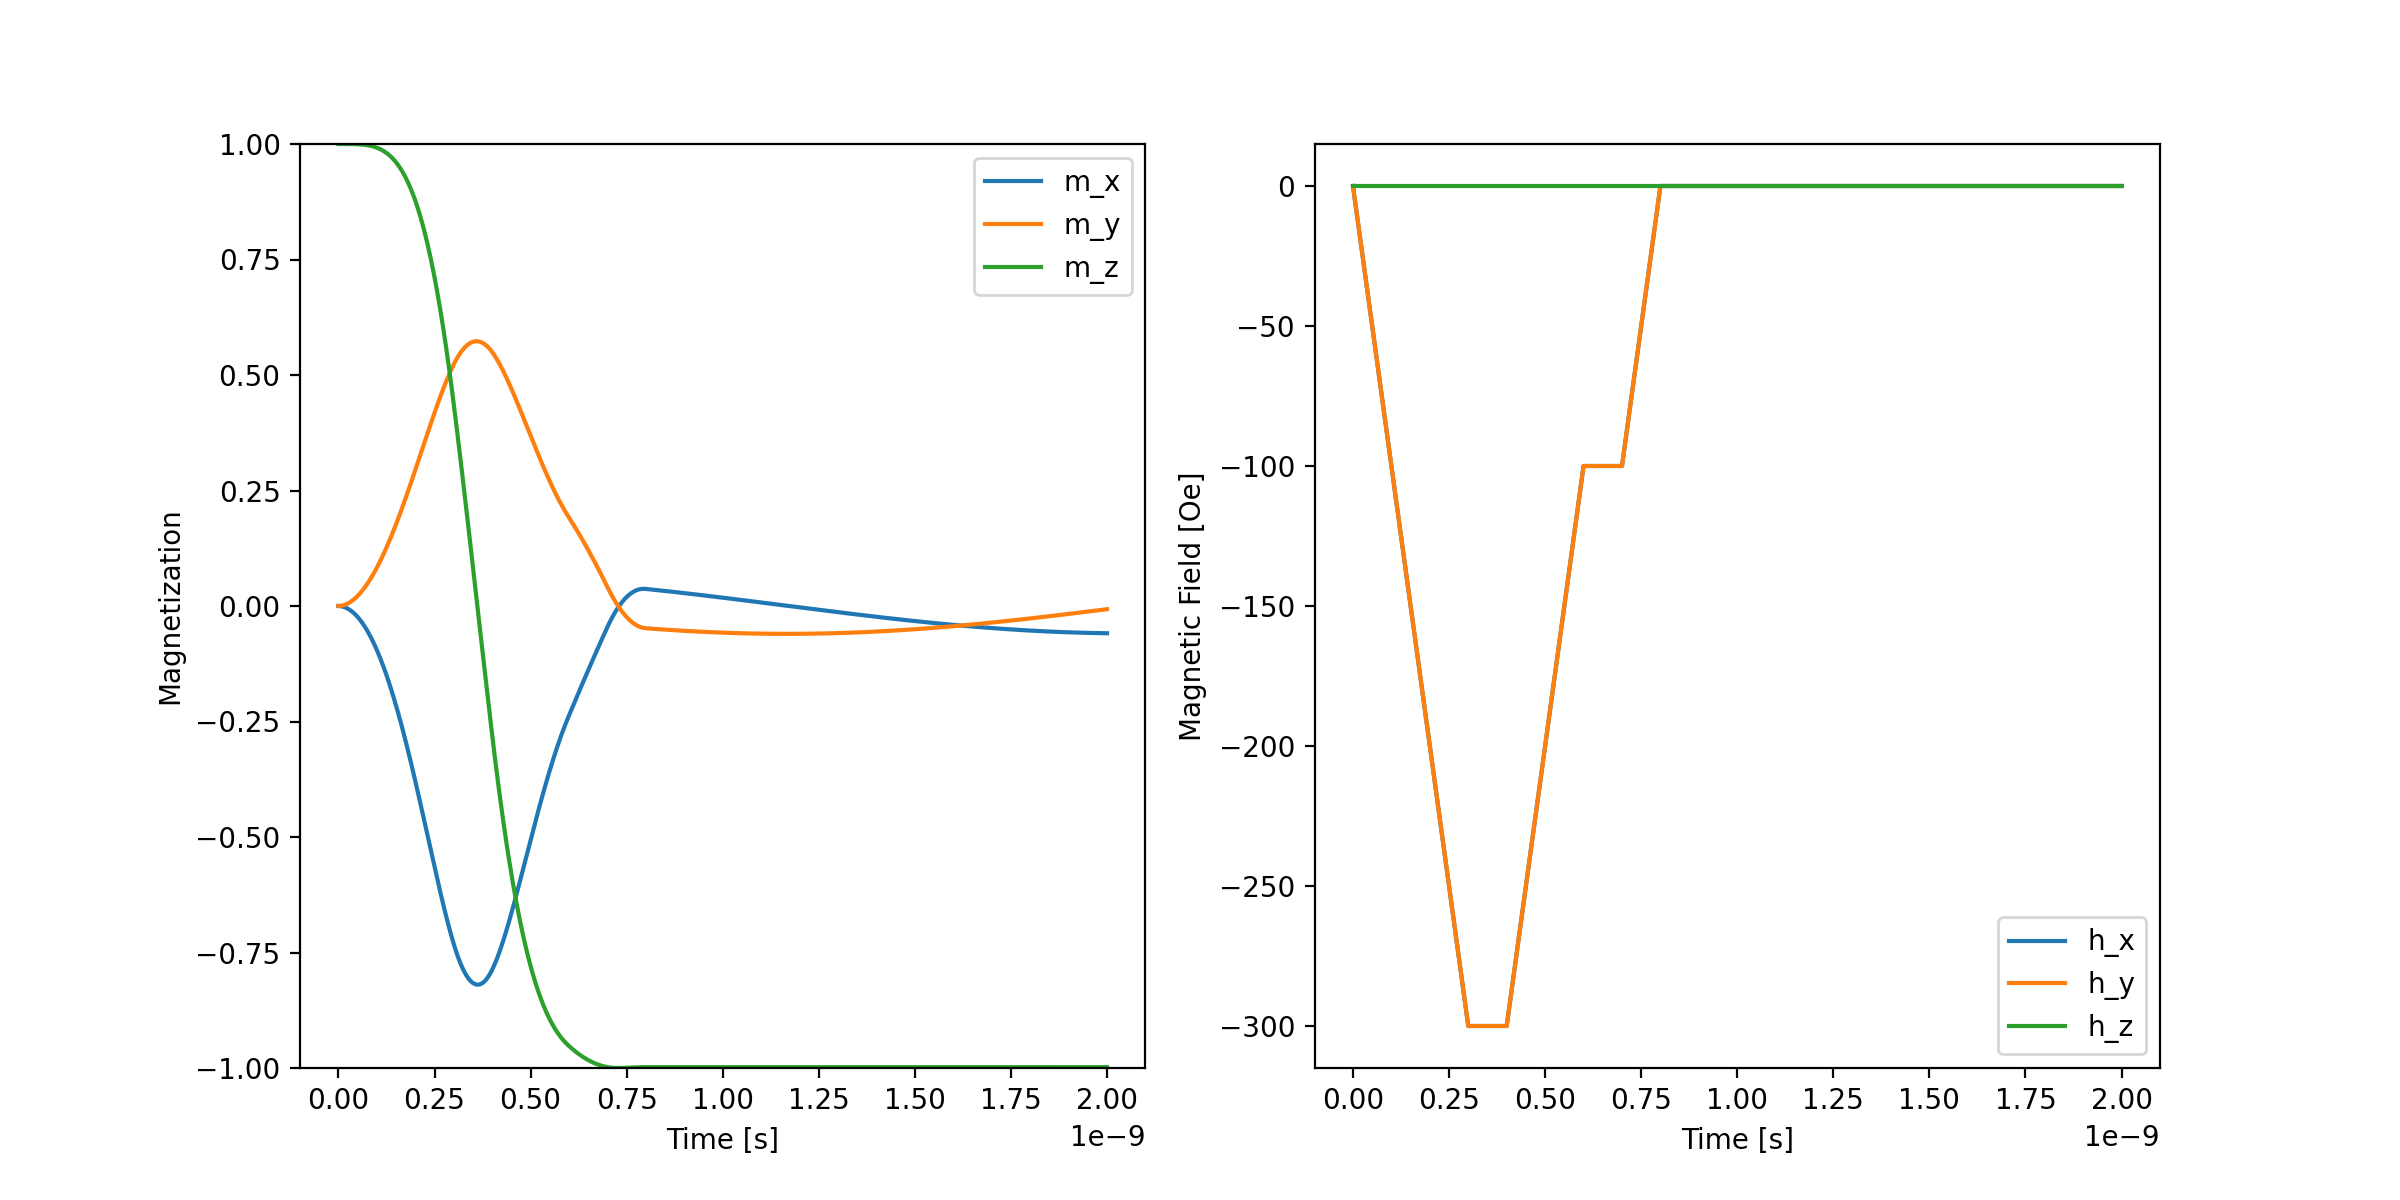 1.00
0.75
0.50
0.25
0.00
−0.25
−0.50
−0.75
−1.00
Magnetization
m_x
m_y
m_z
0.00 0.25 0.50 0.75 1.00 1.25 1.50 1.75 2.00
Time [s]
1e−9
0
−50
−100
−150
−200
−250
−300
Magnetic Field [Oe]
h_x
h_y
h_z
0.00 0.25 0.50 0.75 1.00 1.25 1.50 1.75 2.00
Time [s]
1e−9